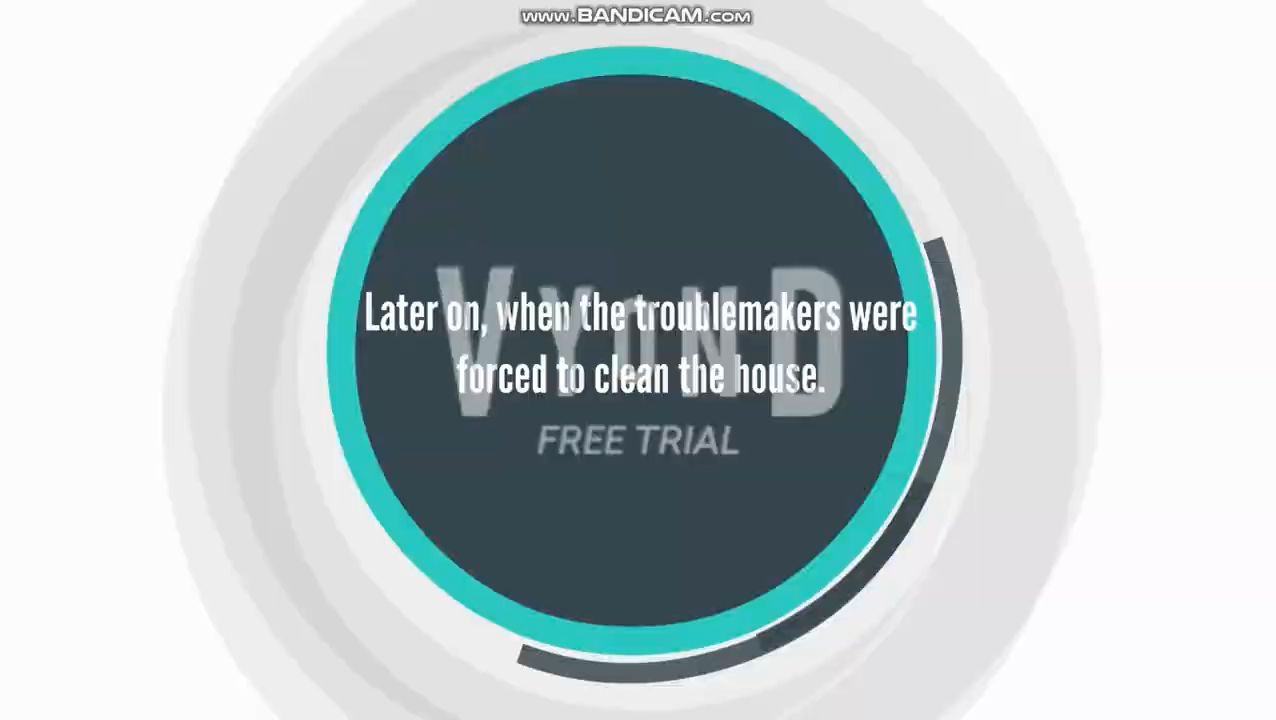 www.BANDICAM.com
Later on, when the troublemakers were
forced to clean the house.
VYOND
FREE TRIAL